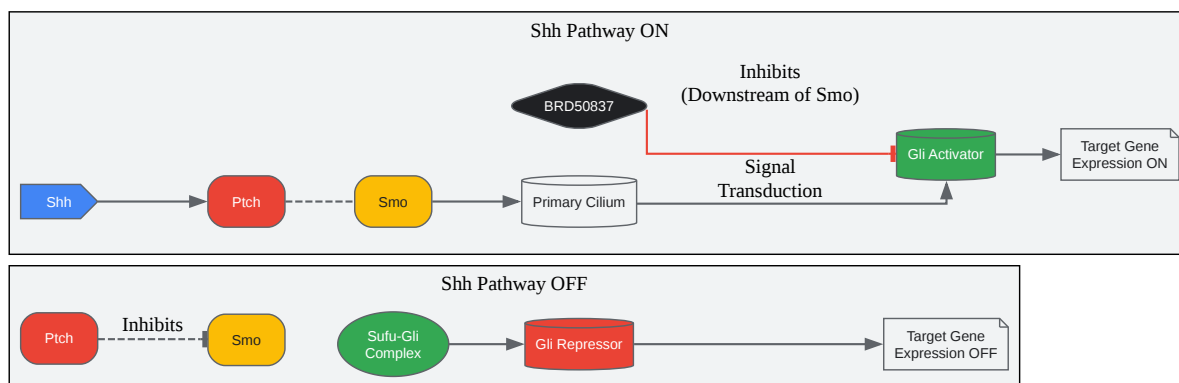 Shh Pathway ON
Inhibits
(Downstream of Smo)
BRD50837
Gli Activator
Target Gene
Expression ON
Signal
Transduction
Shh
Ptch
Smo
Primary Cilium
Shh Pathway OFF
Ptch
Inhibits
Smo
Sufu-Gli
Complex
Gli Repressor
Target Gene
Expression OFF